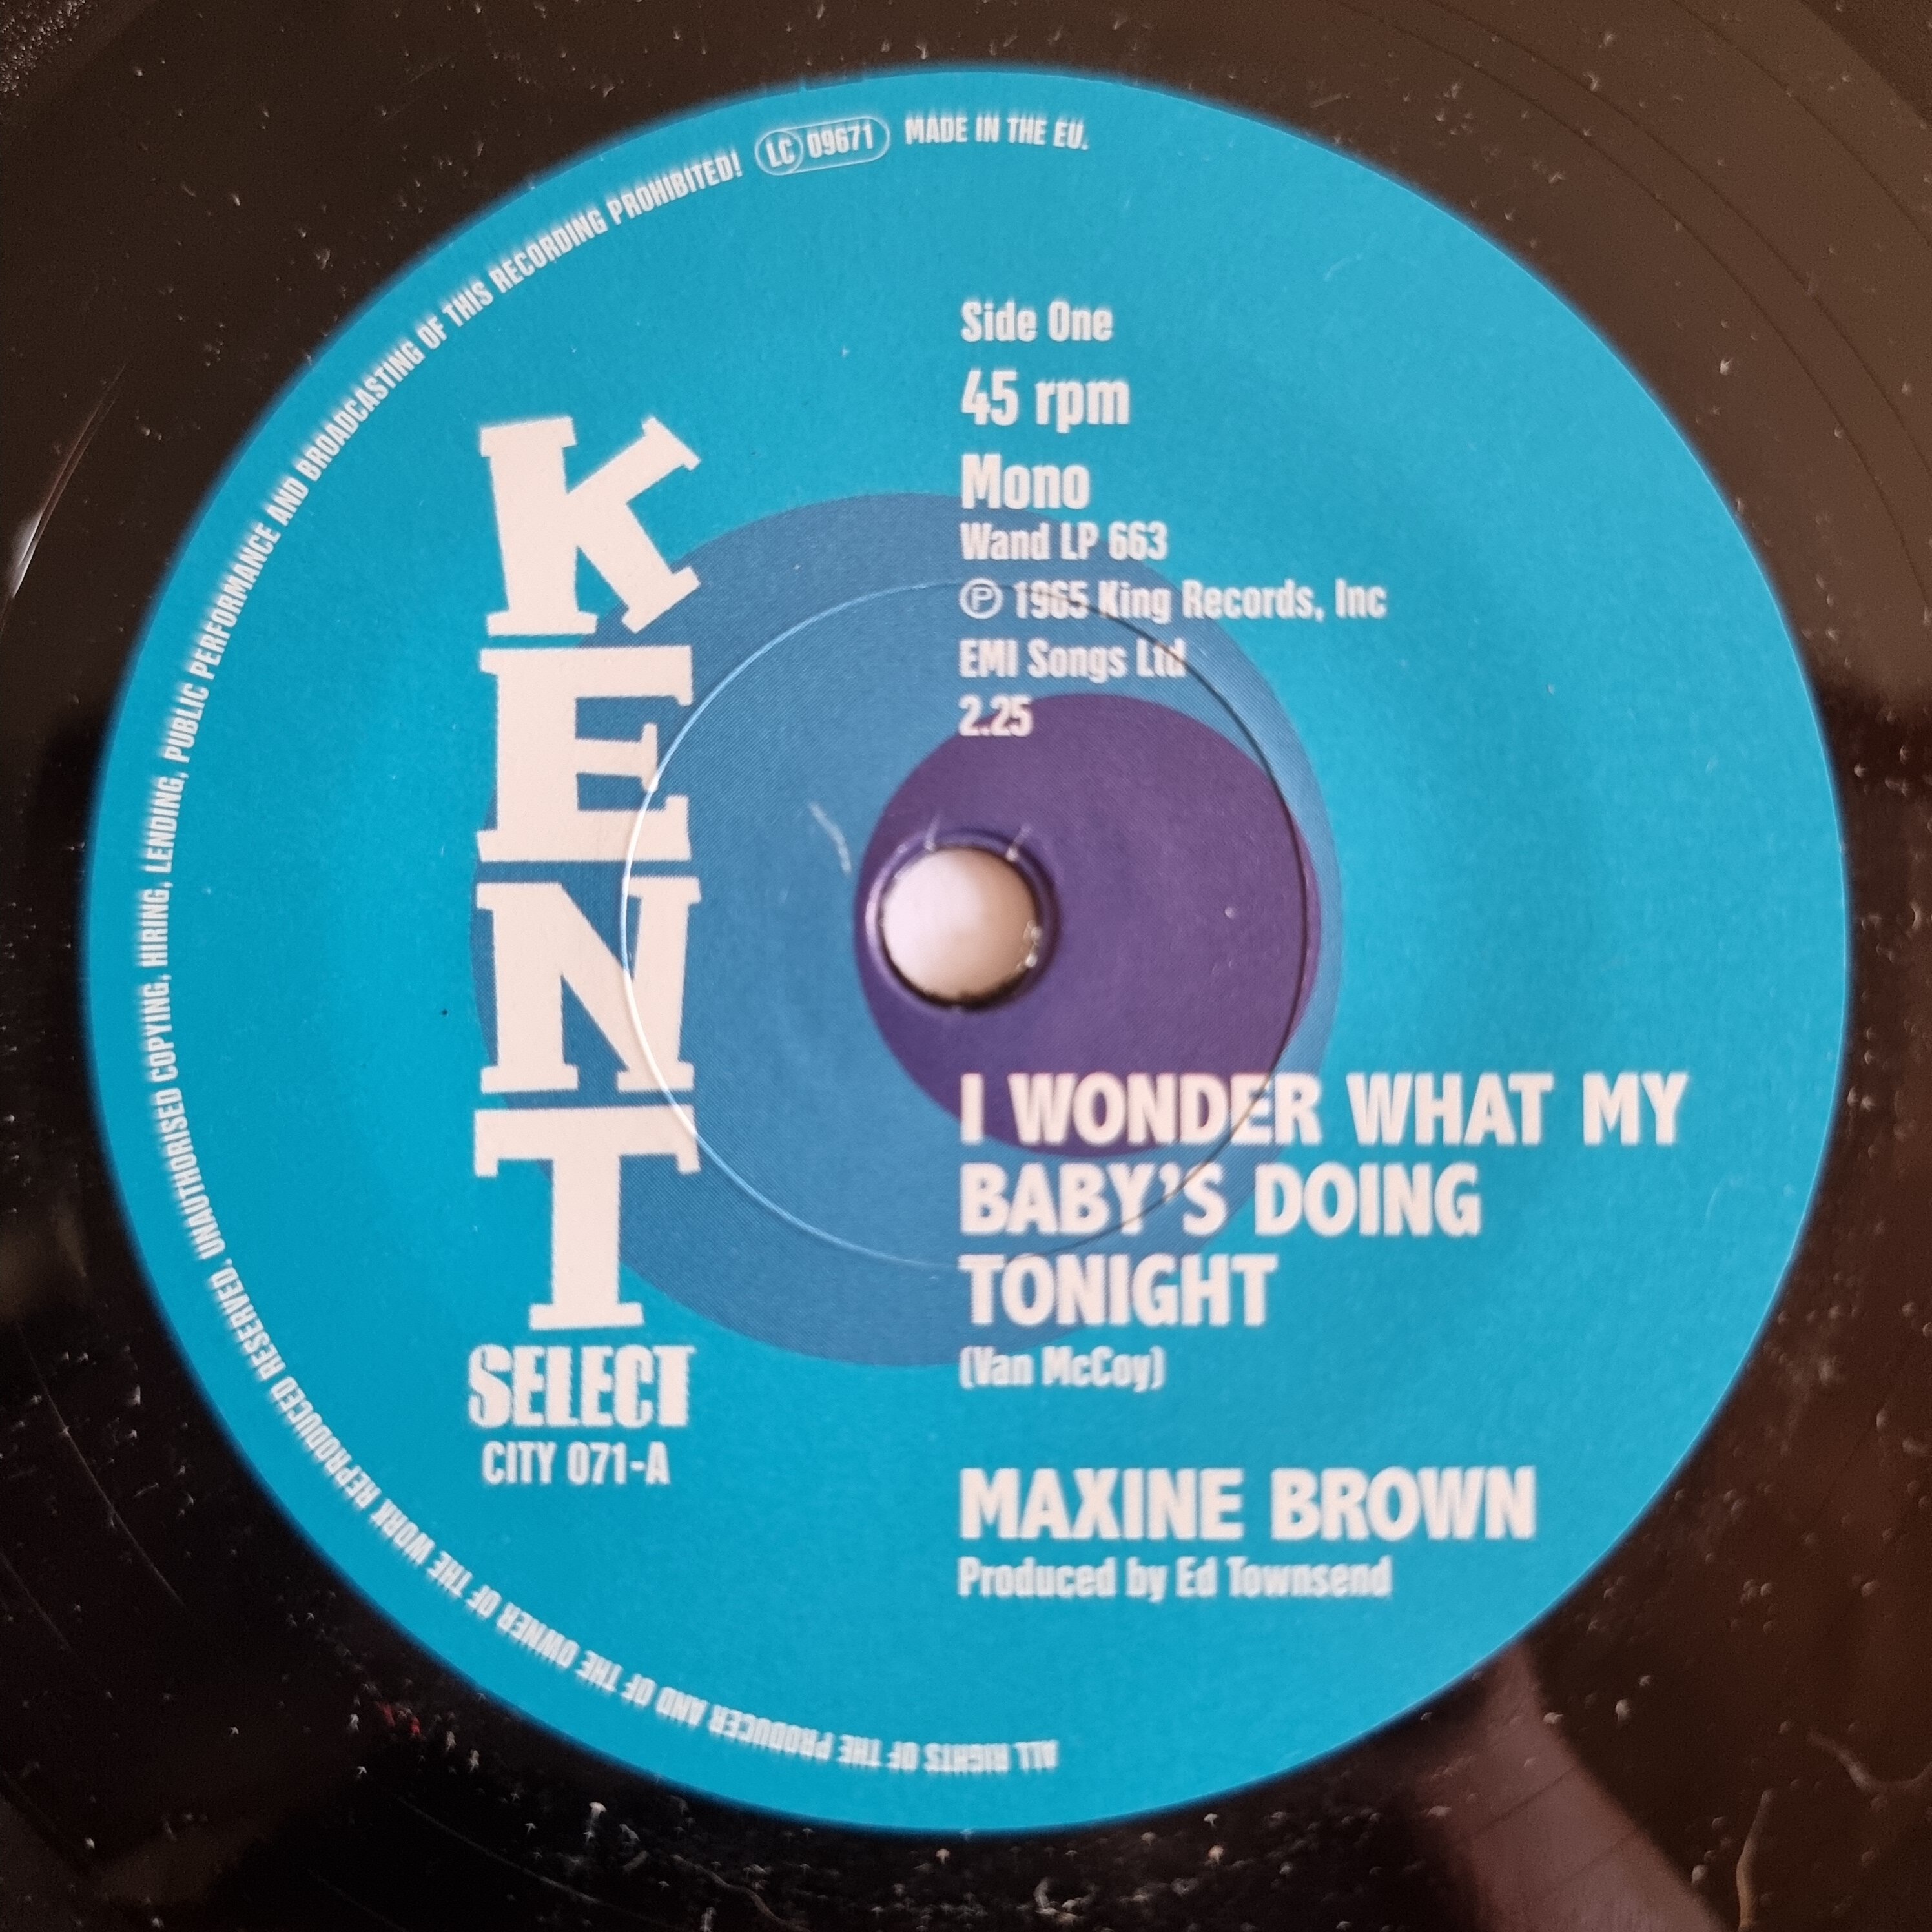 ALL RIGHTS OF THE PRODUCER AND OF THE OWNER OF THE WORK REPRODUCED RESERVED. UNAUTHORISED COPYING, HIRING, LENDING, PUBLIC PERFORMANCE AND BROADCASTING OF THIS RECORDING PROHIBITED! LC 09671 MADE IN THE EU.
Side One
45 rpm
Mono
Wand LP 663
℗ 1965 King Records, Inc
EMI Songs Ltd
2.25
KENT
SELECT
CITY 071-A
I WONDER WHAT MY
BABY'S DOING
TONIGHT
(Van McCoy)
MAXINE BROWN
Produced by Ed Townsend